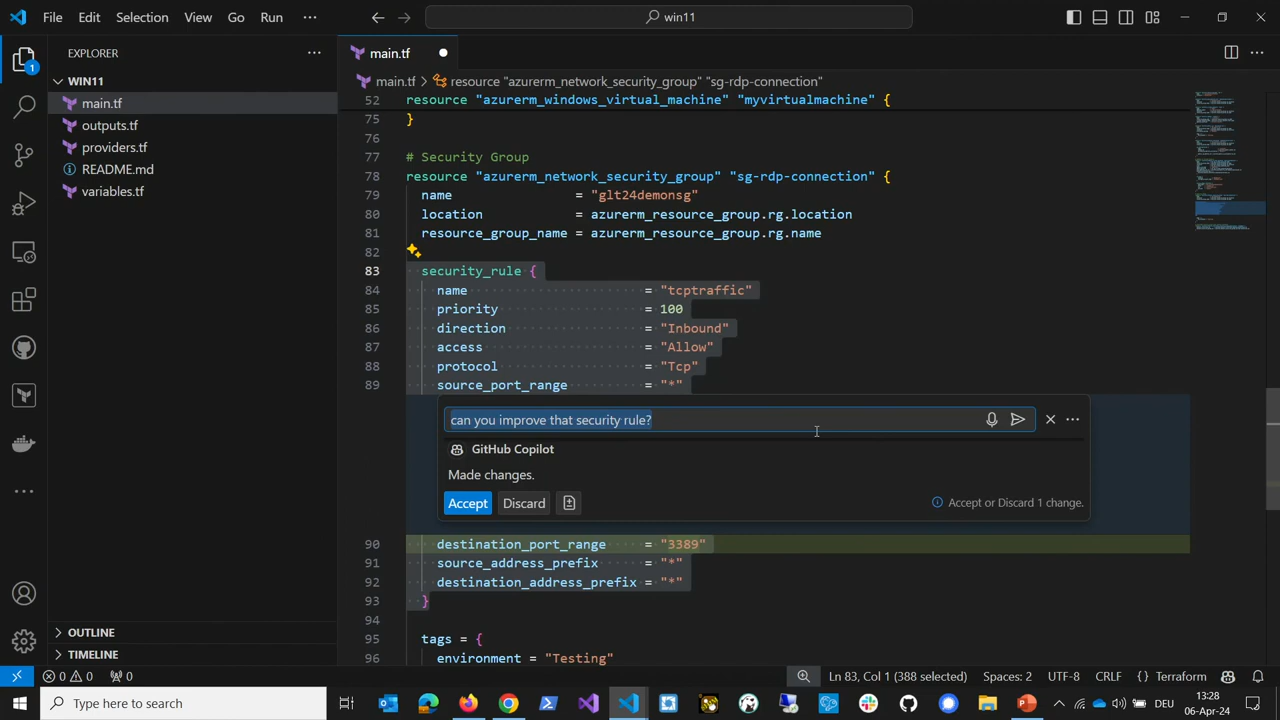 File Edit Selection View Go Run ···
win11
EXPLORER
WIN11
main.tf
outputs.tf
providers.tf
README.md
variables.tf
OUTLINE
TIMELINE
1
main.tf
main.tf > resource "azurerm_network_security_group" "sg-rdp-connection"
52 resource "azurerm_windows_virtual_machine" "myvirtualmachine" {
75 }
76
77 # Security Group
78 resource "azurerm_network_security_group" "sg-rdp-connection" {
79 name = "glt24demonsg"
80 location = azurerm_resource_group.rg.location
81 resource_group_name = azurerm_resource_group.rg.name
82
83 security_rule {
84 name = "tcptraffic"
85 priority = 100
86 direction = "Inbound"
87 access = "Allow"
88 protocol = "Tcp"
89 source_port_range = "*"
can you improve that security rule?
GitHub Copilot
Made changes.
Accept Discard Accept or Discard 1 change.
90 destination_port_range = "3389"
91 source_address_prefix = "*"
92 destination_address_prefix = "*"
93 }
94
95 tags = {
96 environment = "Testing"
0 0 0 Ln 83, Col 1 (388 selected) Spaces: 2 UTF-8 CRLF {} Terraform
Type here to search
DEU
13:28
06-Apr-24